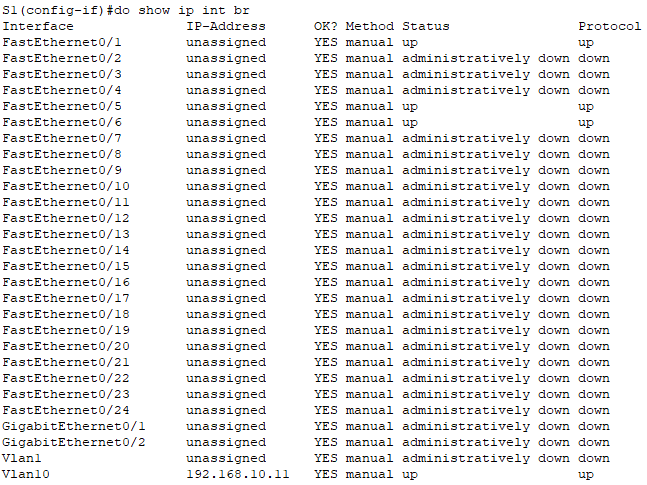 S1(config-if)#do show ip int br
Interface              IP-Address      OK? Method Status                Protocol
FastEthernet0/1        unassigned      YES manual up                    up
FastEthernet0/2        unassigned      YES manual administratively down down
FastEthernet0/3        unassigned      YES manual administratively down down
FastEthernet0/4        unassigned      YES manual administratively down down
FastEthernet0/5        unassigned      YES manual up                    up
FastEthernet0/6        unassigned      YES manual up                    up
FastEthernet0/7        unassigned      YES manual administratively down down
FastEthernet0/8        unassigned      YES manual administratively down down
FastEthernet0/9        unassigned      YES manual administratively down down
FastEthernet0/10       unassigned      YES manual administratively down down
FastEthernet0/11       unassigned      YES manual administratively down down
FastEthernet0/12       unassigned      YES manual administratively down down
FastEthernet0/13       unassigned      YES manual administratively down down
FastEthernet0/14       unassigned      YES manual administratively down down
FastEthernet0/15       unassigned      YES manual administratively down down
FastEthernet0/16       unassigned      YES manual administratively down down
FastEthernet0/17       unassigned      YES manual administratively down down
FastEthernet0/18       unassigned      YES manual administratively down down
FastEthernet0/19       unassigned      YES manual administratively down down
FastEthernet0/20       unassigned      YES manual administratively down down
FastEthernet0/21       unassigned      YES manual administratively down down
FastEthernet0/22       unassigned      YES manual administratively down down
FastEthernet0/23       unassigned      YES manual administratively down down
FastEthernet0/24       unassigned      YES manual administratively down down
GigabitEthernet0/1     unassigned      YES manual administratively down down
GigabitEthernet0/2     unassigned      YES manual administratively down down
Vlan1                  unassigned      YES manual administratively down down
Vlan10                 192.168.10.11   YES manual up                    up